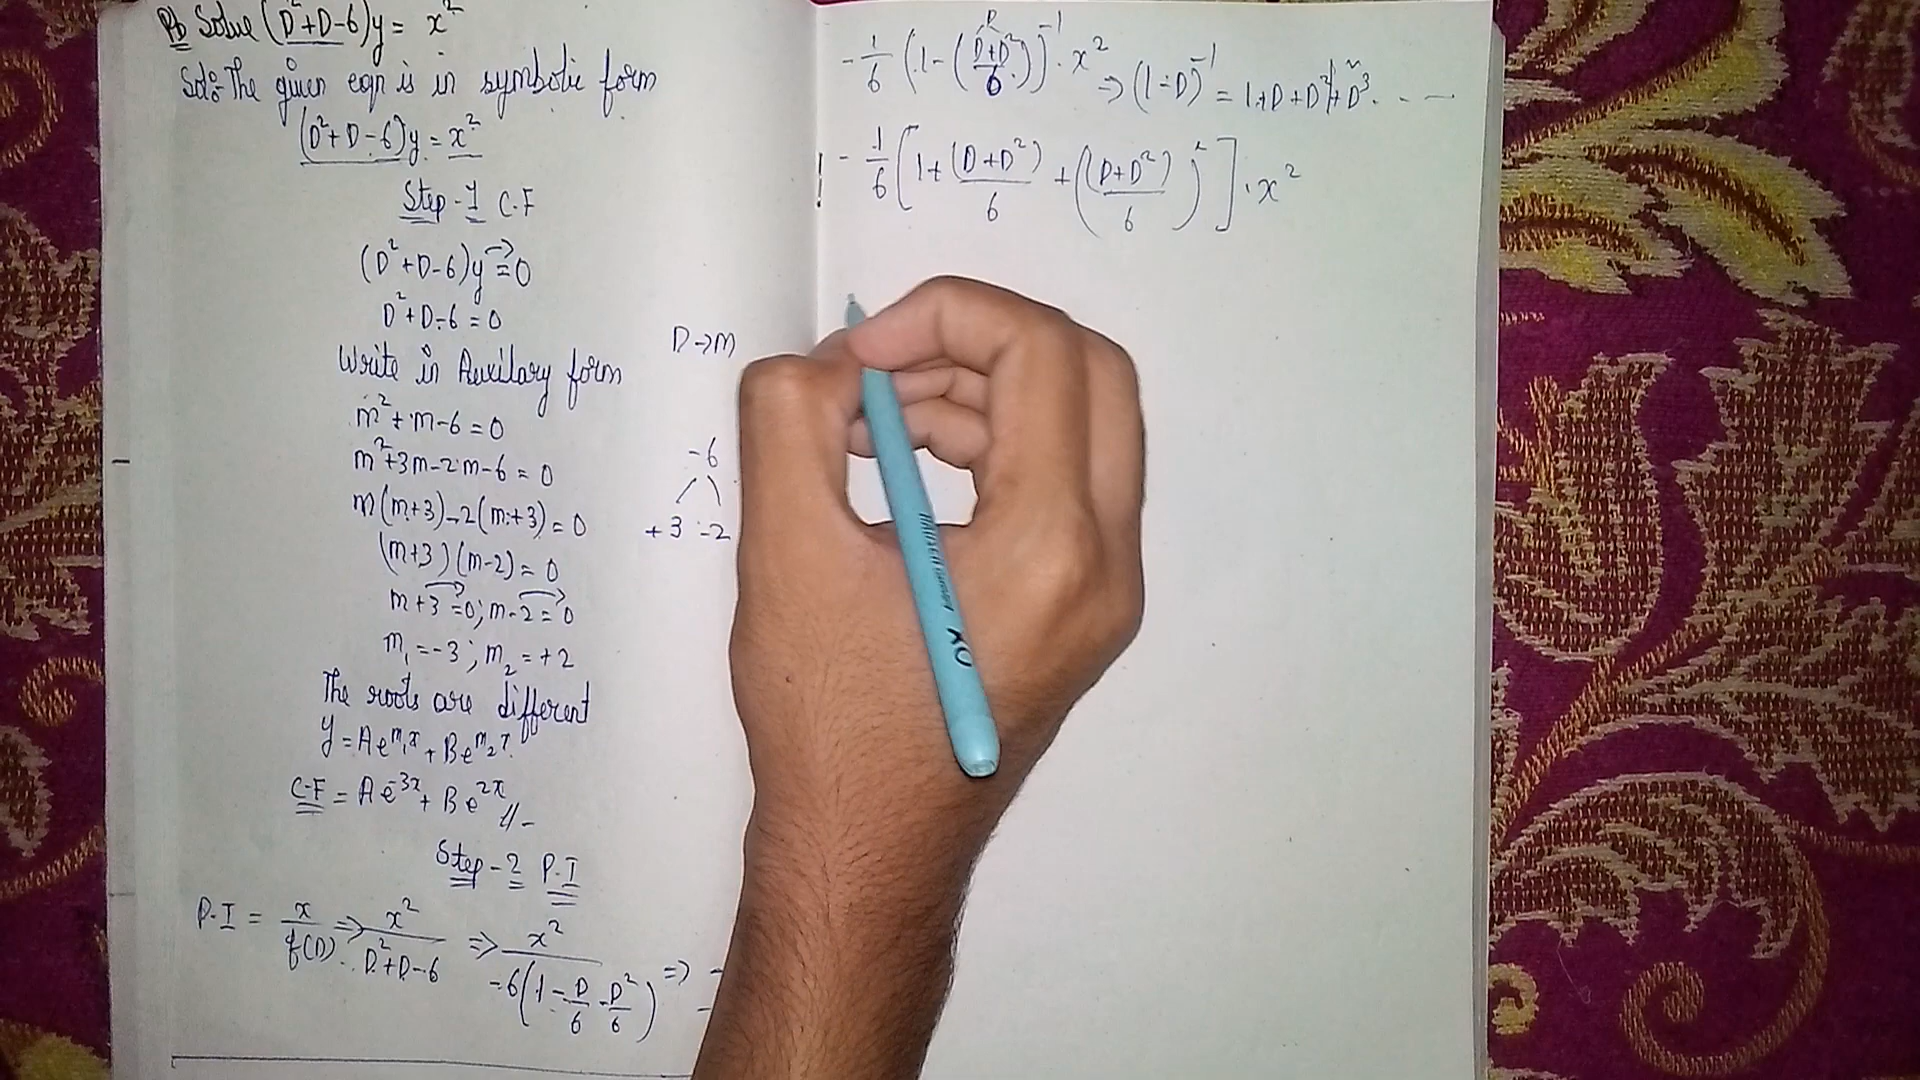 Pb Solve (D²+D-6)y = x²
Sol:- The given eqn is in symbolic form
(D²+D-6)y = x²
Step-1 C.F
(D²+D-6)y = 0
D²+D-6 = 0
D→m
Write in Auxilary form
m²+m-6 = 0
m²+3m-2m-6 = 0
m(m+3)-2(m+3) = 0
(m+3)(m-2) = 0
-6
+3 -2
m+3 = 0; m-2 = 0
m₁ = -3; m₂ = +2
The roots are different
y = Ae^m₁x + Be^m₂x
C.F = Ae^-3x + Be^2x //-
Step-2 P.I
P.I = x/f(D) ⇒ x²/(D²+D-6) ⇒ x²/(-6(1 - D/6 - D²/6)) ⇒ -
-1/6 (1-((D+D²)/6))⁻¹ . x²
⇒ (1-D)⁻¹ = 1+D+D²+D³ . . —
-1/6 [1 + (D+D²)/6 + ((D+D²)/6)²] . x²
XO